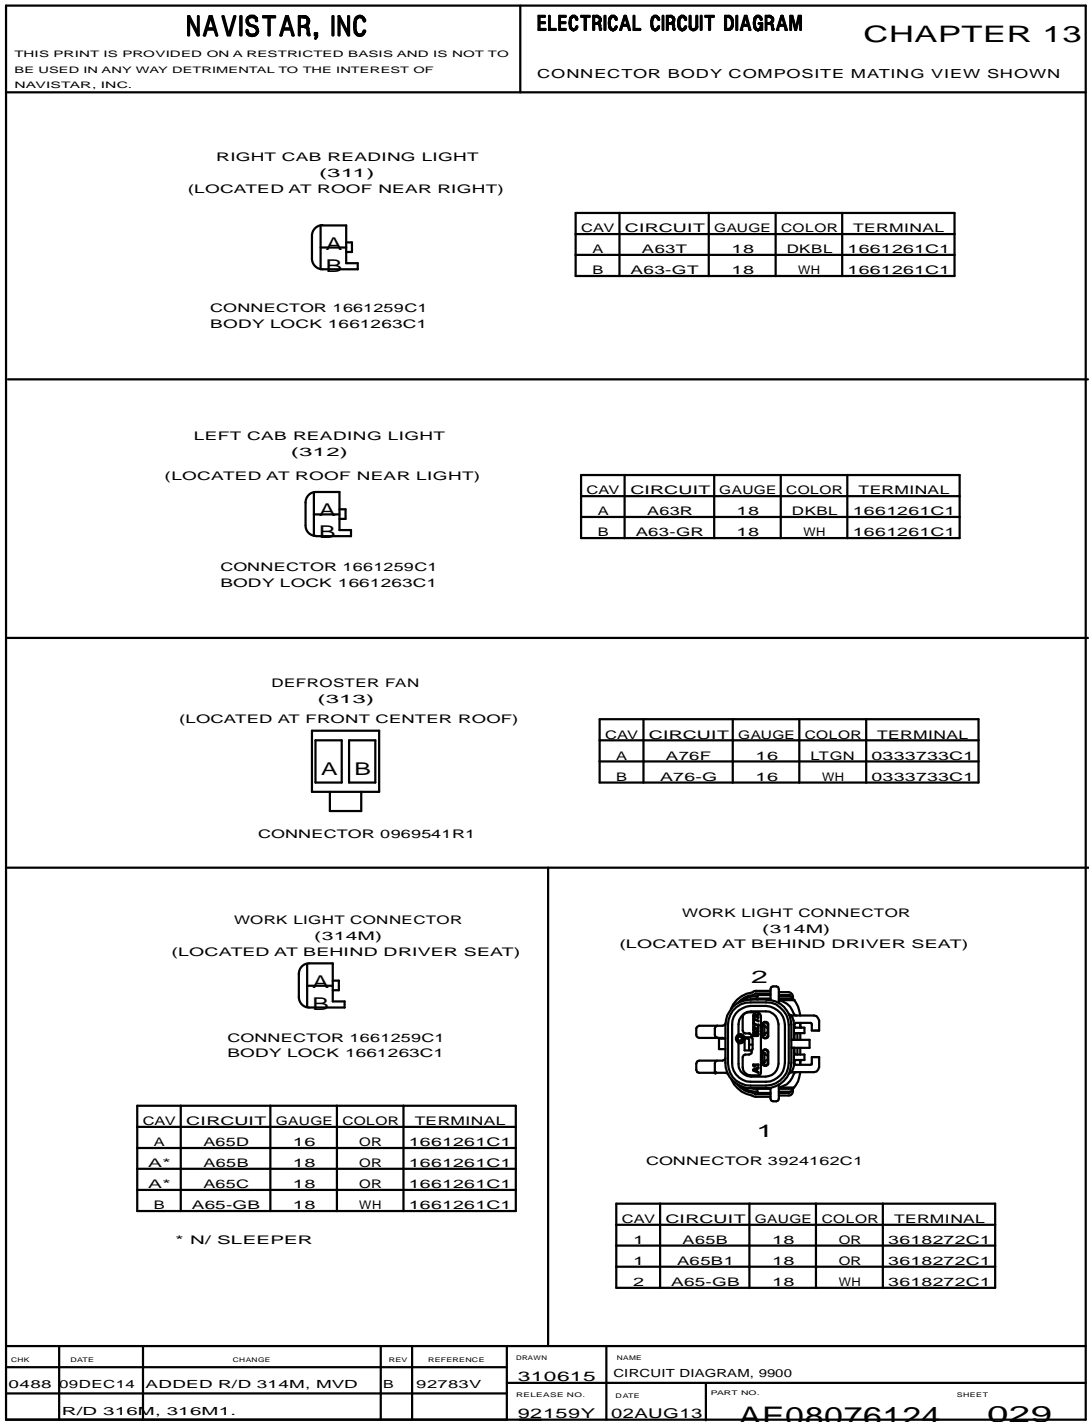 NAVISTAR, INC
THIS PRINT IS PROVIDED ON A RESTRICTED BASIS AND IS NOT TO
BE USED IN ANY WAY DETRIMENTAL TO THE INTEREST OF
NAVISTAR, INC.
ELECTRICAL CIRCUIT DIAGRAM
CHAPTER 13
CONNECTOR BODY COMPOSITE MATING VIEW SHOWN
RIGHT CAB READING LIGHT
(311)
(LOCATED AT ROOF NEAR RIGHT)
A
B
CONNECTOR 1661259C1
BODY LOCK 1661263C1
CAV CIRCUIT GAUGE COLOR TERMINAL
A A63T 18 DKBL 1661261C1
B A63-GT 18 WH 1661261C1
LEFT CAB READING LIGHT
(312)
(LOCATED AT ROOF NEAR LIGHT)
A
B
CONNECTOR 1661259C1
BODY LOCK 1661263C1
CAV CIRCUIT GAUGE COLOR TERMINAL
A A63R 18 DKBL 1661261C1
B A63-GR 18 WH 1661261C1
DEFROSTER FAN
(313)
(LOCATED AT FRONT CENTER ROOF)
A B
CONNECTOR 0969541R1
CAV CIRCUIT GAUGE COLOR TERMINAL
A A76F 16 LTGN 0333733C1
B A76-G 16 WH 0333733C1
WORK LIGHT CONNECTOR
(314M)
(LOCATED AT BEHIND DRIVER SEAT)
A
B
CONNECTOR 1661259C1
BODY LOCK 1661263C1
CAV CIRCUIT GAUGE COLOR TERMINAL
A A65D 16 OR 1661261C1
A* A65B 18 OR 1661261C1
A* A65C 18 OR 1661261C1
B A65-GB 18 WH 1661261C1
* N/ SLEEPER
WORK LIGHT CONNECTOR
(314M)
(LOCATED AT BEHIND DRIVER SEAT)
2
1
CONNECTOR 3924162C1
CAV CIRCUIT GAUGE COLOR TERMINAL
1 A65B 18 OR 3618272C1
1 A65B1 18 OR 3618272C1
2 A65-GB 18 WH 3618272C1
CHK DATE CHANGE REV REFERENCE
0488 09DEC14 ADDED R/D 314M, MVD B 92783V
R/D 316M, 316M1.
DRAWN
310615
NAME
CIRCUIT DIAGRAM, 9900
RELEASE NO.
92159Y
DATE
02AUG13
PART NO.
AE08076124
SHEET
029